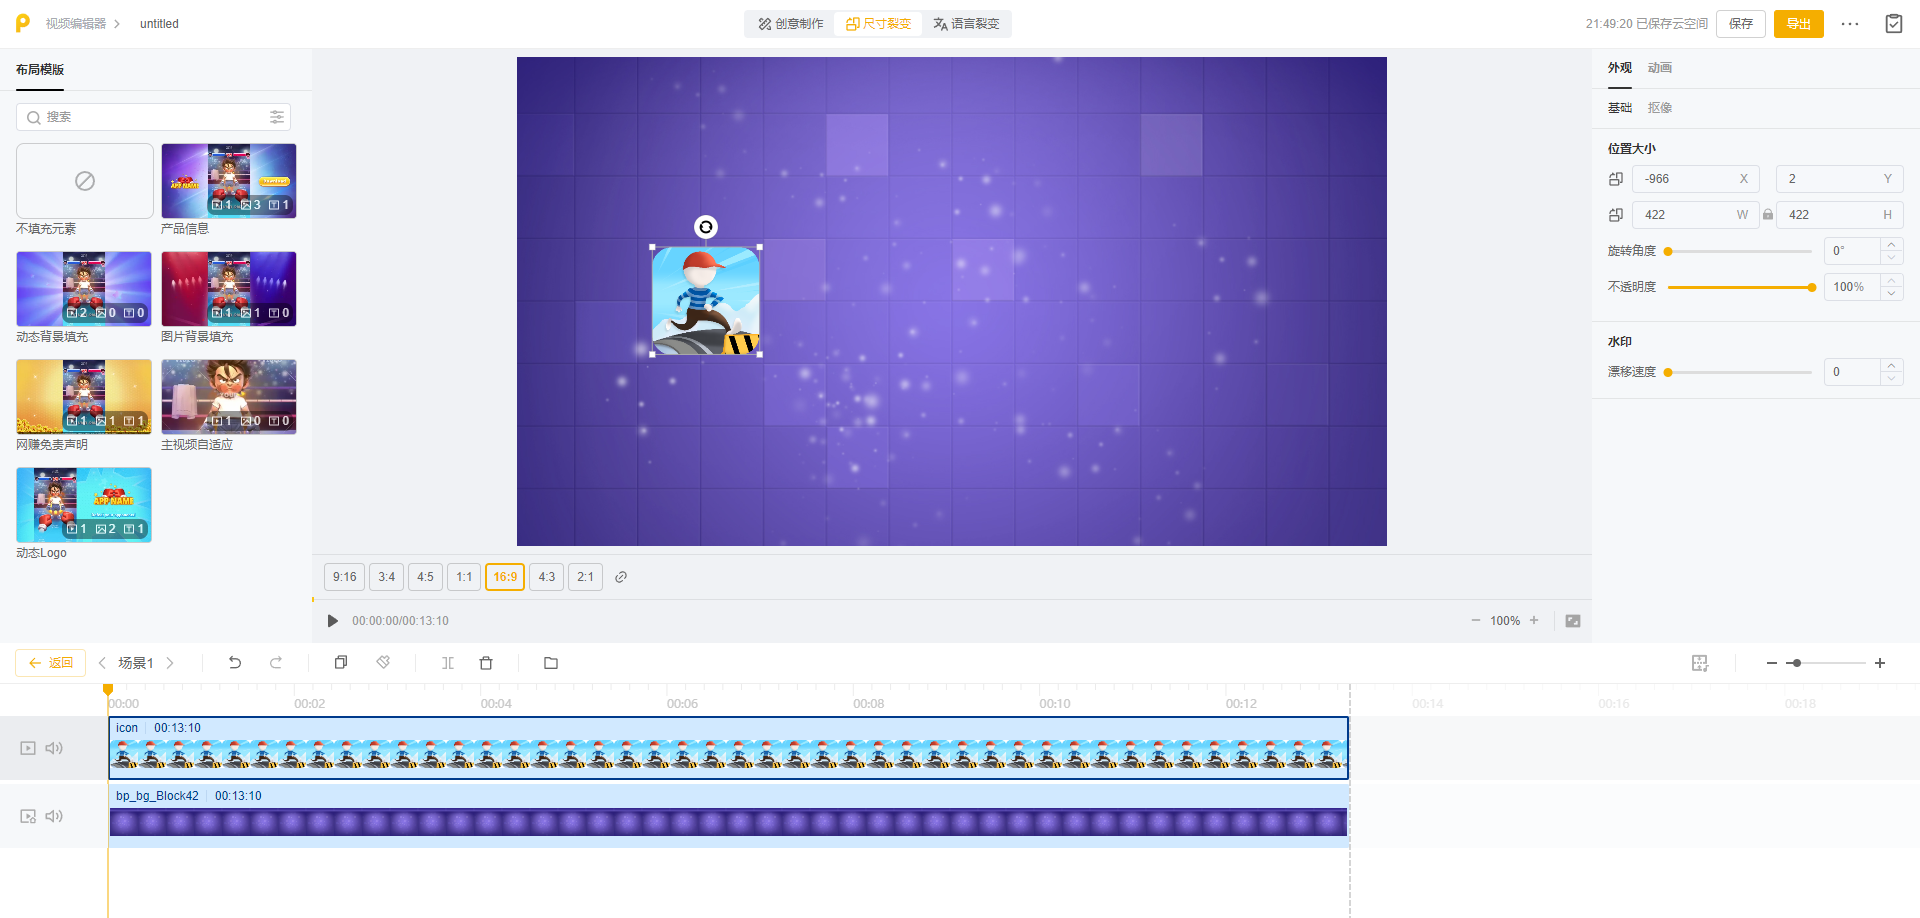 视频编辑器
untitled
创意制作
尺寸裂变
语言裂变
21:49:20 已保存云空间
保存
导出
布局模版
搜索
不填充元素
APP NAME
1 3 1
产品信息
2 0 0
动态背景填充
1 1 0
图片背景填充
1 1 1
网赚免责声明
1 0 0
主视频自适应
APP NAME
1 2 1
动态Logo
9:16
3:4
4:5
1:1
16:9
4:3
2:1
00:00:00/00:13:10
100%
外观
动画
基础
抠像
位置大小
-966 X
2 Y
422 W
422 H
旋转角度
0°
不透明度
100%
水印
漂移速度
0
返回
场景1
00:00
00:02
00:04
00:06
00:08
00:10
00:12
00:14
00:16
00:18
icon
00:13:10
bp_bg_Block42
00:13:10